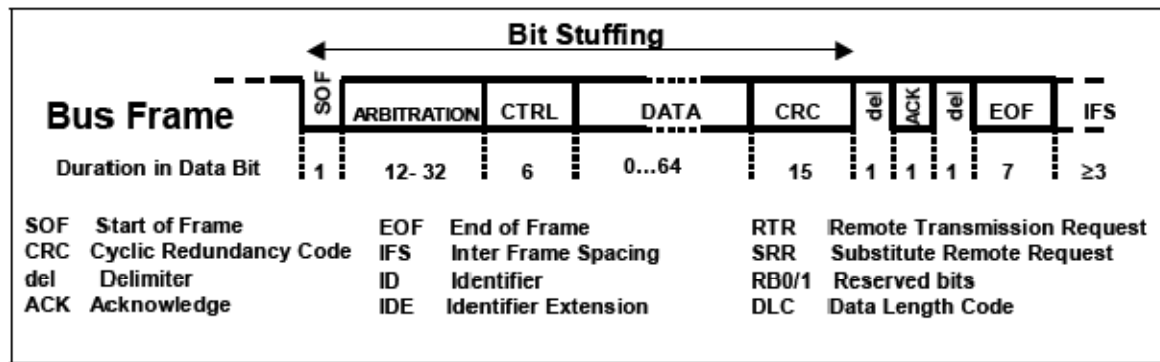 Bit Stuffing
Bus Frame SOF ARBITRATION CTRL DATA CRC del ACK del EOF IFS
Duration in Data Bit 1 12- 32 6 0...64 15 1 1 1 7 ≥3
SOF Start of Frame EOF End of Frame RTR Remote Transmission Request
CRC Cyclic Redundancy Code IFS Inter Frame Spacing SRR Substitute Remote Request
del Delimiter ID Identifier RB0/1 Reserved bits
ACK Acknowledge IDE Identifier Extension DLC Data Length Code